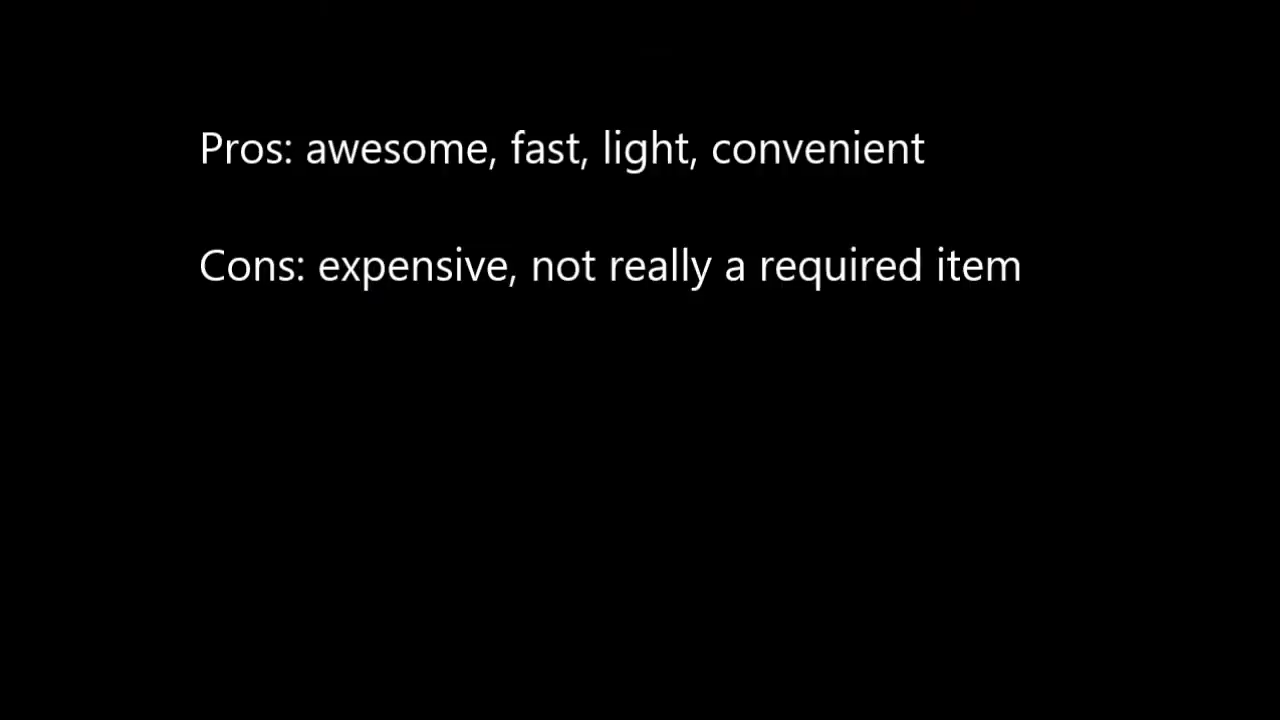 Pros: awesome, fast, light, convenient
Cons: expensive, not really a required item